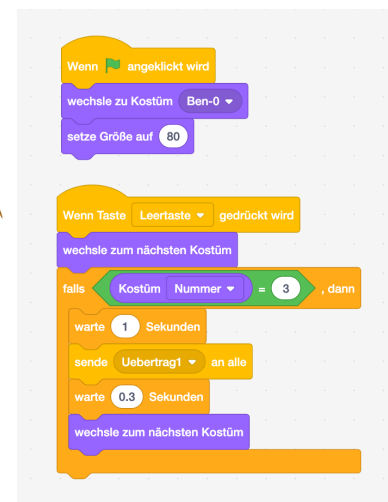 Wenn angeklickt wird
wechsle zu Kostüm Ben-0
setze Größe auf 80
Wenn Taste Leertaste gedrückt wird
wechsle zum nächsten Kostüm
falls Kostüm Nummer = 3 , dann
warte 1 Sekunden
sende Uebertrag1 an alle
warte 0.3 Sekunden
wechsle zum nächsten Kostüm